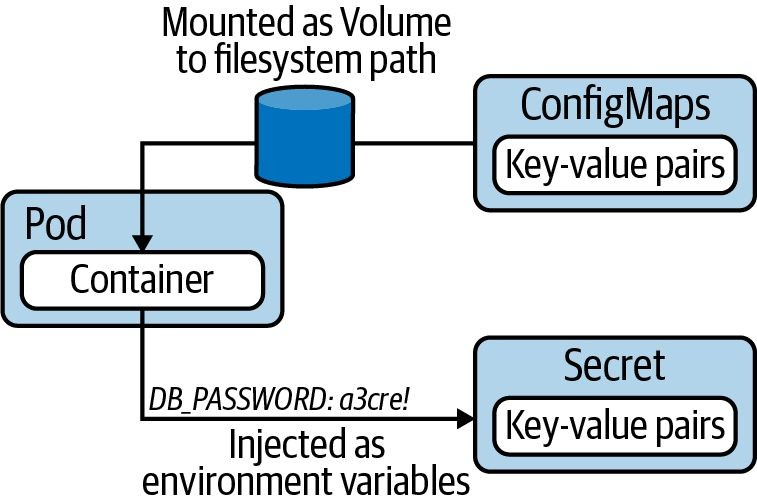 Mounted as Volume
to filesystem path
ConfigMaps
Key-value pairs
Pod
Container
Secret
Key-value pairs
DB_PASSWORD: a3cre!
Injected as
environment variables